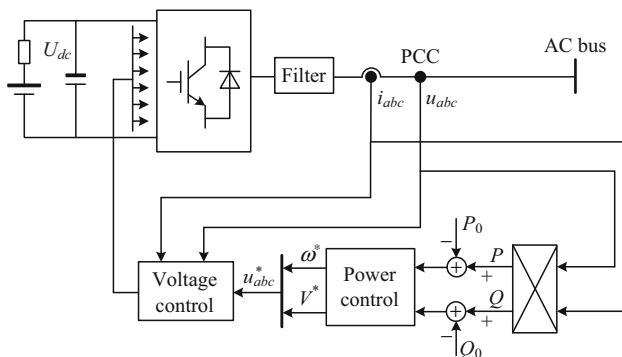 U_dc
Filter
PCC
AC bus
i_abc
u_abc
P_0
−
ω*
P
+
+
Voltage
control
u*_abc
Power
control
V*
Q
+
+
−
Q_0